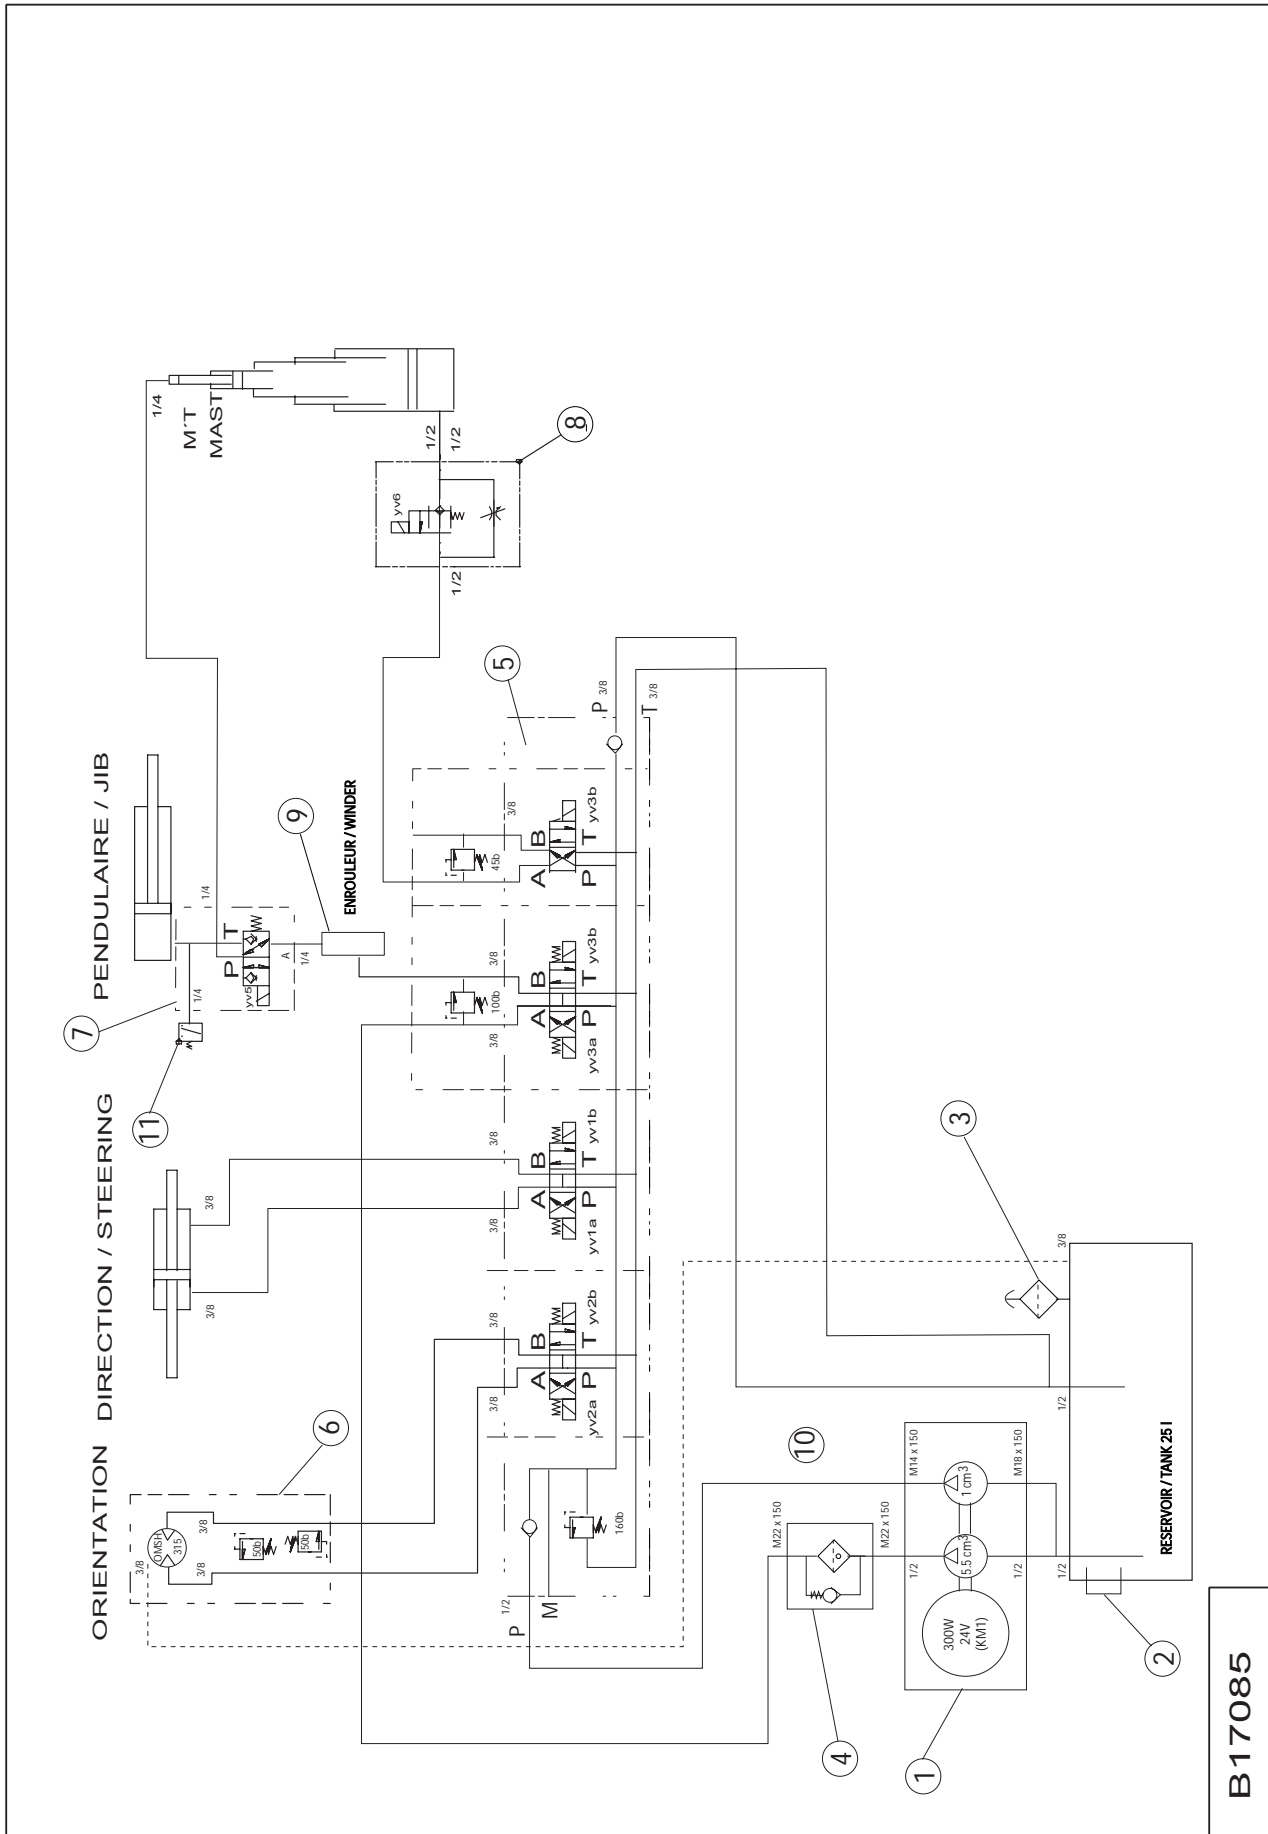 ORIENTATION
DIRECTION / STEERING
PENDULAIRE / JIB
M´T
MAST
1/4
1/2
1/2
1/2
8
yv6
7
11
1/4
1/4
P
T
yv5
A
1/4
9
ENROULEUR / WINDER
3/8
OMSH
315
3/8
3/8
50b
50b
6
3/8
3/8
5
P
3/8
T
3/8
3/8
45b
A
B
P
T
yv3b
3/8
3/8
100b
A
B
P
T
yv3a
yv3b
3/8
3/8
A
B
P
T
yv1a
yv1b
3/8
3/8
A
B
P
T
yv2a
yv2b
160b
1/2
P
M
10
M22 x 150
M22 x 150
4
M14 x 150
M18 x 150
1/2
1/2
1 cm3
5.5 cm3
300W
24V
(KM1)
1
2
3
1/2
1/2
3/8
RESERVOIR / TANK 25 l
B17085